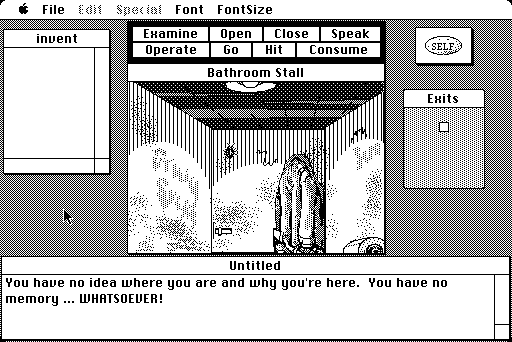 File Edit Special Font FontSize
invent
Examine Open Close Speak
Operate Go Hit Consume
SELF
Bathroom Stall
Exits
Untitled
You have no idea where you are and why you're here. You have no
memory ... WHATSOEVER!